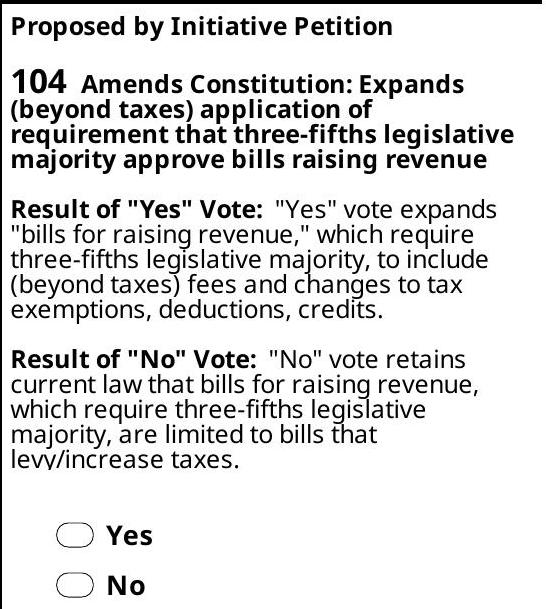 Proposed by Initiative Petition
104 Amends Constitution: Expands
(beyond taxes) application of
requirement that three-fifths legislative
majority approve bills raising revenue
Result of "Yes" Vote: "Yes" vote expands
"bills for raising revenue," which require
three-fifths legislative majority, to include
(beyond taxes) fees and changes to tax
exemptions, deductions, credits.
Result of "No" Vote: "No" vote retains
current law that bills for raising revenue,
which require three-fifths legislative
majority, are limited to bills that
levy/increase taxes.
Yes
No